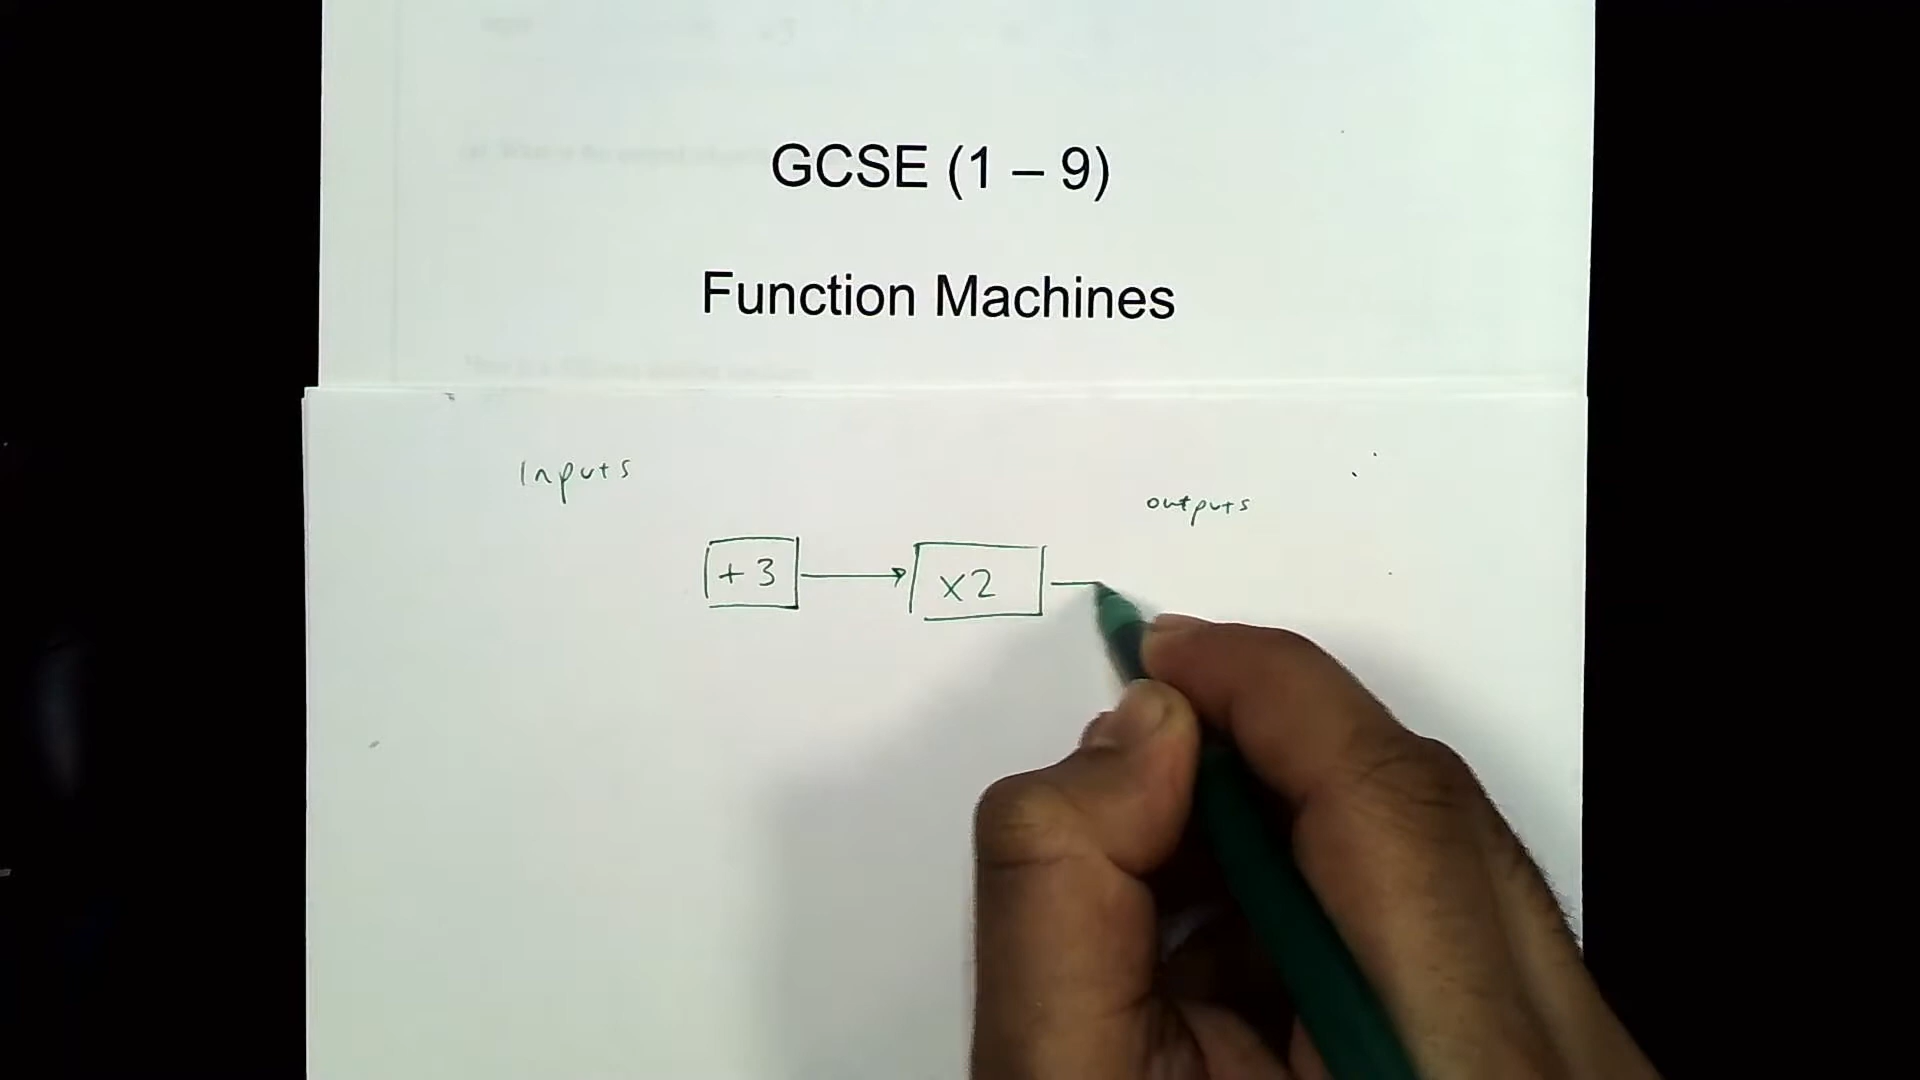 GCSE (1 – 9)
Function Machines
Inputs
outputs
+3
x2